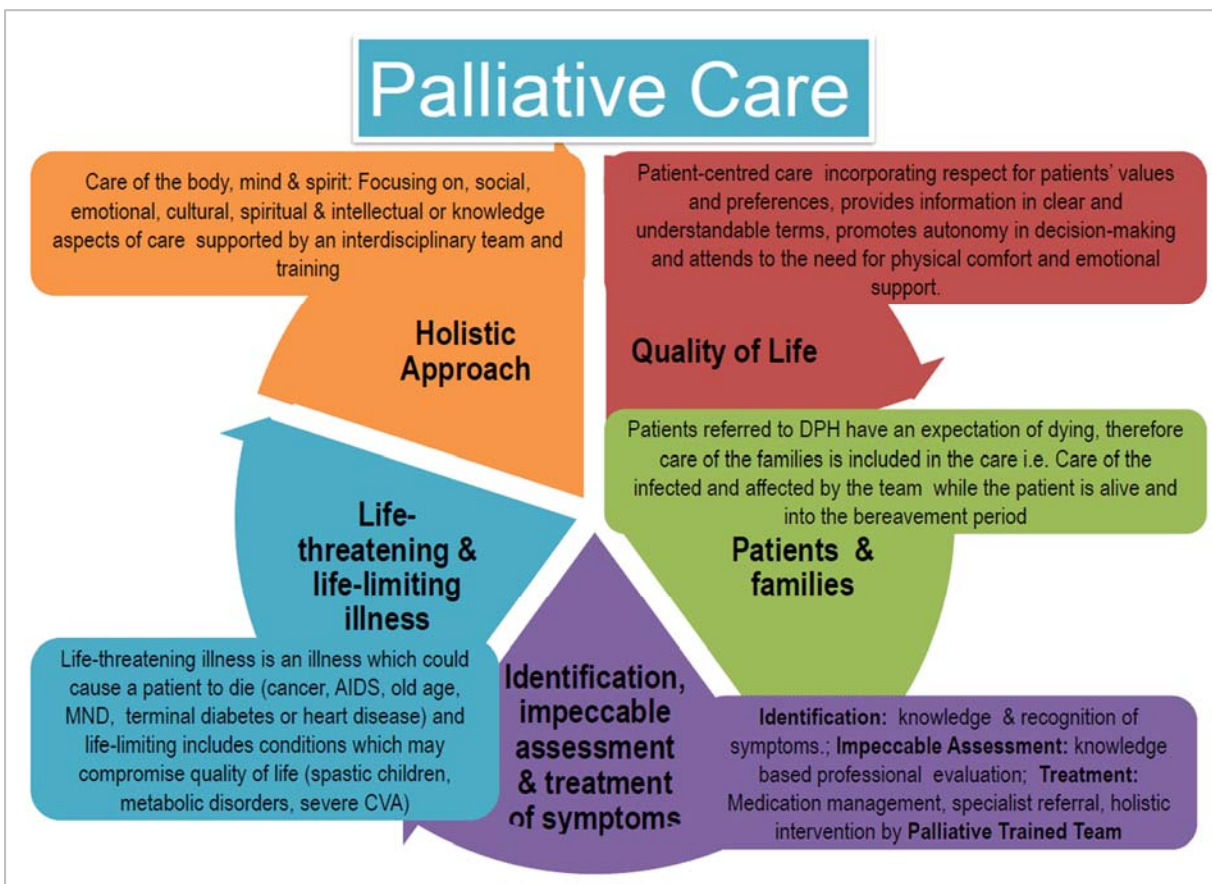 Palliative Care
Care of the body, mind & spirit: Focusing on, social,
emotional, cultural, spiritual & intellectual or knowledge
aspects of care supported by an interdisciplinary team and
training
Holistic
Approach
Patient-centred care incorporating respect for patients' values
and preferences, provides information in clear and
understandable terms, promotes autonomy in decision-making
and attends to the need for physical comfort and emotional
support.
Quality of Life
Patients referred to DPH have an expectation of dying, therefore
care of the families is included in the care i.e. Care of the
infected and affected by the team while the patient is alive and
into the bereavement period
Patients &
families
Identification,
impeccable
assessment
& treatment
of symptoms
Identification: knowledge & recognition of
symptoms.; Impeccable Assessment: knowledge
based professional evaluation; Treatment:
Medication management, specialist referral, holistic
intervention by Palliative Trained Team
Life-
threatening &
life-limiting
illness
Life-threatening illness is an illness which could
cause a patient to die (cancer, AIDS, old age,
MND, terminal diabetes or heart disease) and
life-limiting includes conditions which may
compromise quality of life (spastic children,
metabolic disorders, severe CVA)